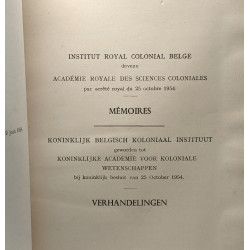 INSTITUT ROYAL COLONIAL BELGE
devenu
ACADÉMIE ROYALE DES SCIENCES COLONIALES
par arrêté royal du 25 octobre 1954.
MÉMOIRES
KONINKLIJK BELGISCH KOLONIAAL INSTITUUT
geworden tot
KONINKLIJKE ACADEMIE VOOR KOLONIALE
WETENSCHAPPEN
bij Koninklijk besluit van 25 October 1954.
VERHANDELINGEN